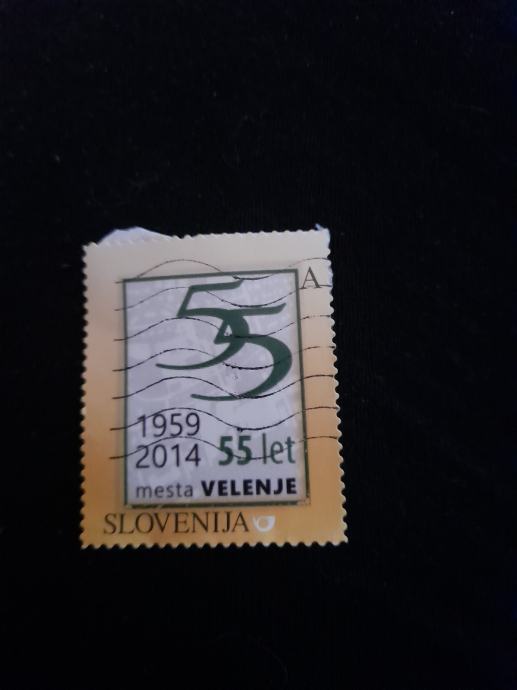 A
55
1959
2014 55 let
mesta VELENJE
SLOVENIJA